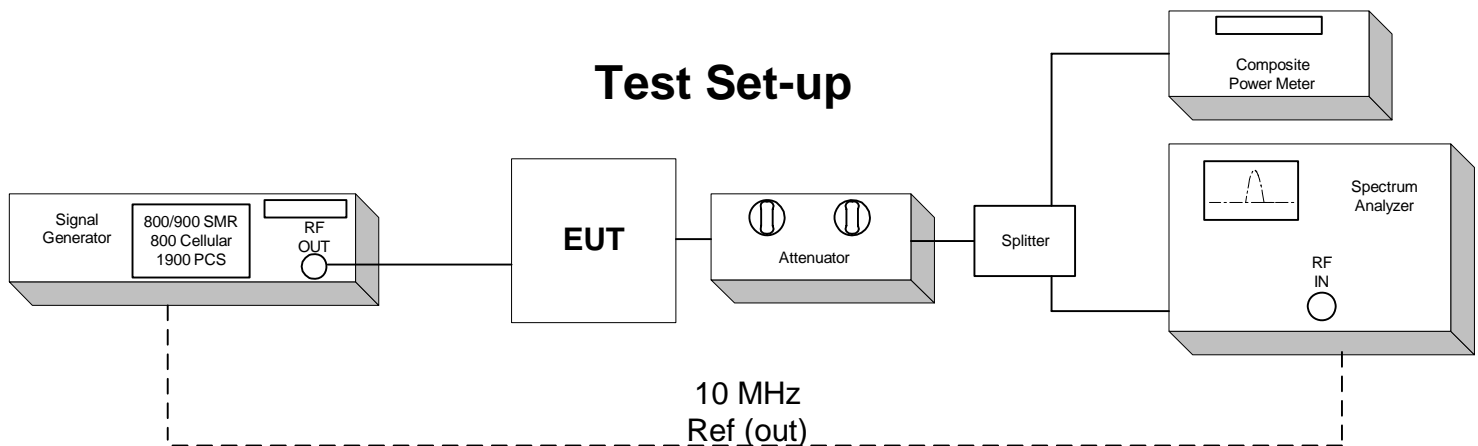 Test Set-up
Signal
Generator
800/900 SMR
800 Cellular
1900 PCS
RF
OUT
EUT
Attenuator
Splitter
Composite
Power Meter
Spectrum
Analyzer
RF
IN
10 MHz
Ref (out)